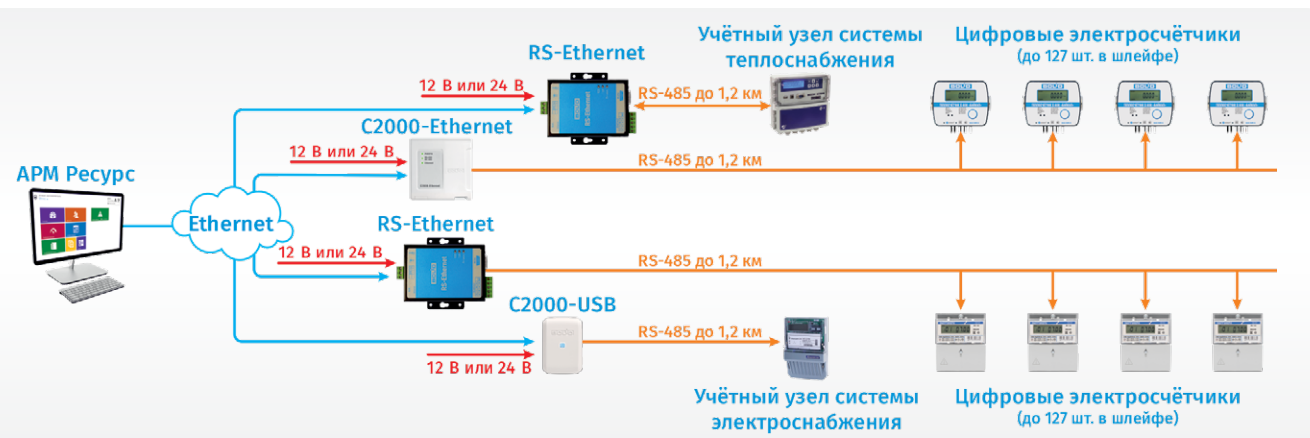 Учётный узел системы
теплоснабжения
Цифровые электросчётчики
(до 127 шт. в шлейфе)
RS-Ethernet
12 В или 24 В
RS-485 до 1,2 км
C2000-Ethernet
12 В или 24 В
RS-485 до 1,2 км
АРМ Ресурс
Ethernet
RS-Ethernet
12 В или 24 В
RS-485 до 1,2 км
C2000-USB
RS-485 до 1,2 км
12 В или 24 В
Учётный узел системы
электроснабжения
Цифровые электросчётчики
(до 127 шт. в шлейфе)